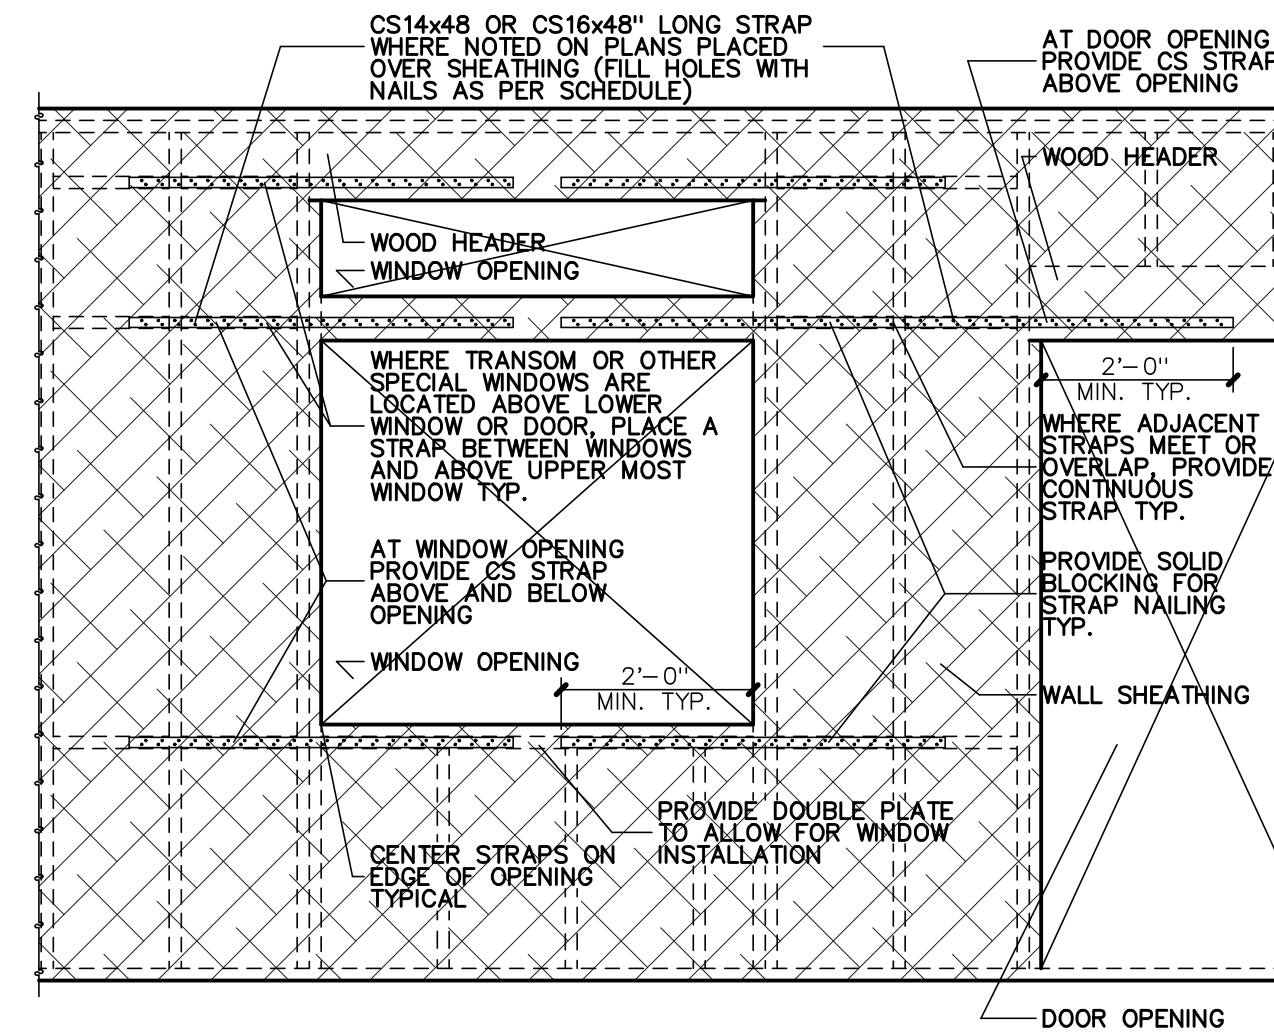 CS14x48 OR CS16x48" LONG STRAP
WHERE NOTED ON PLANS PLACED
OVER SHEATHING (FILL HOLES WITH
NAILS AS PER SCHEDULE)
AT DOOR OPENING
PROVIDE CS STRAP
ABOVE OPENING
WOOD HEADER
WOOD HEADER
WINDOW OPENING
WHERE TRANSOM OR OTHER
SPECIAL WINDOWS ARE
LOCATED ABOVE LOWER
WINDOW OR DOOR, PLACE A
STRAP BETWEEN WINDOWS
AND ABOVE UPPER MOST
WINDOW TYP.
2'-0"
MIN. TYP.
WHERE ADJACENT
STRAPS MEET OR
OVERLAP, PROVIDE
CONTINUOUS
STRAP TYP.
AT WINDOW OPENING
PROVIDE CS STRAP
ABOVE AND BELOW
OPENING
PROVIDE SOLID
BLOCKING FOR
STRAP NAILING
TYP.
WINDOW OPENING
2'-0"
MIN. TYP.
WALL SHEATHING
PROVIDE DOUBLE PLATE
TO ALLOW FOR WINDOW
INSTALLATION
CENTER STRAPS ON
EDGE OF OPENING
TYPICAL
DOOR OPENING